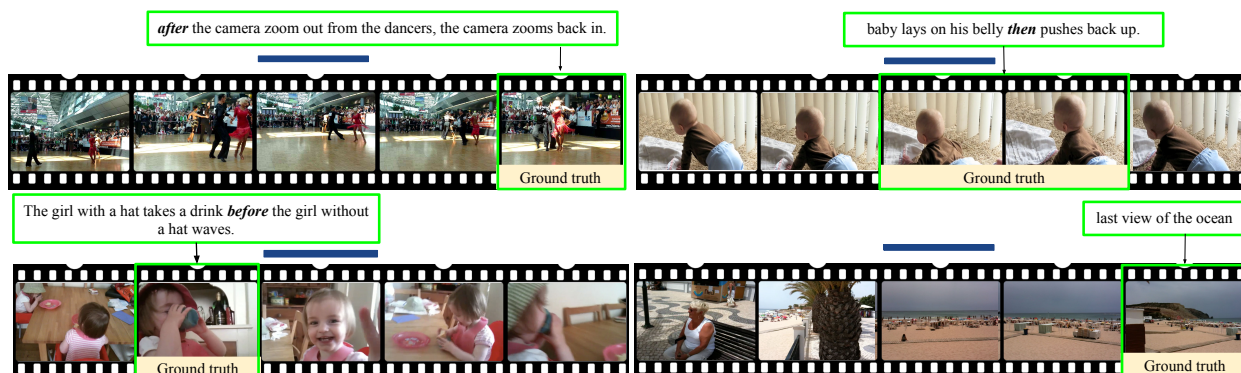 after the camera zoom out from the dancers, the camera zooms back in.
Ground truth
baby lays on his belly then pushes back up.
Ground truth
The girl with a hat takes a drink before the girl without
a hat waves.
Ground truth
last view of the ocean
Ground truth